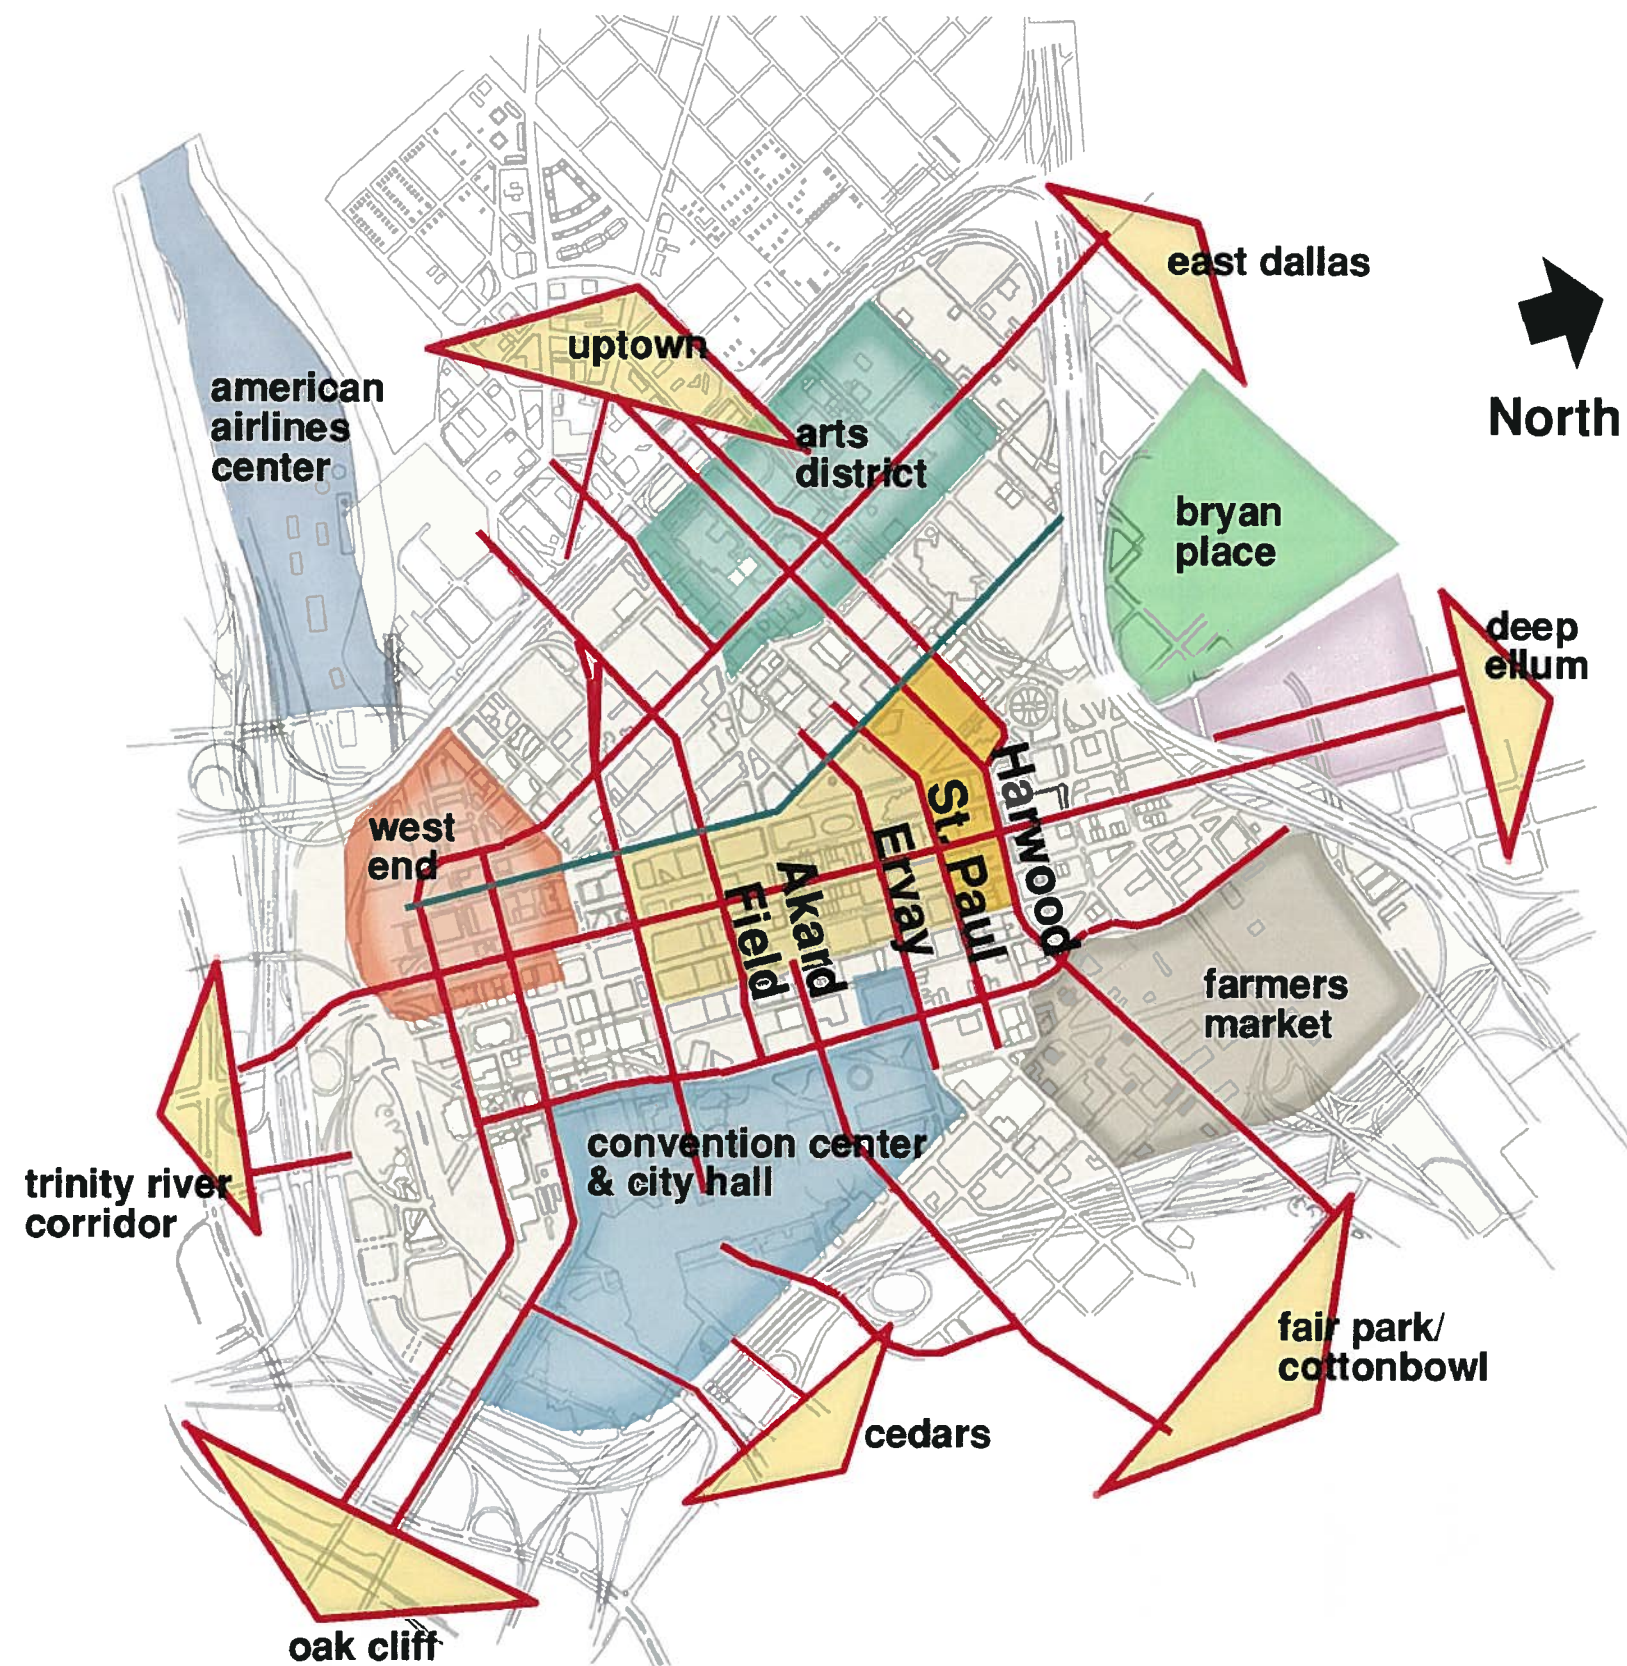 east dallas
North
uptown
american
airlines
center
arts
district
bryan
place
deep
ellum
west
end
Field
Akard
Ervay
St. Paul
Harwood
farmers
market
convention center
& city hall
trinity river
corridor
fair park/
cottonbowl
cedars
oak cliff